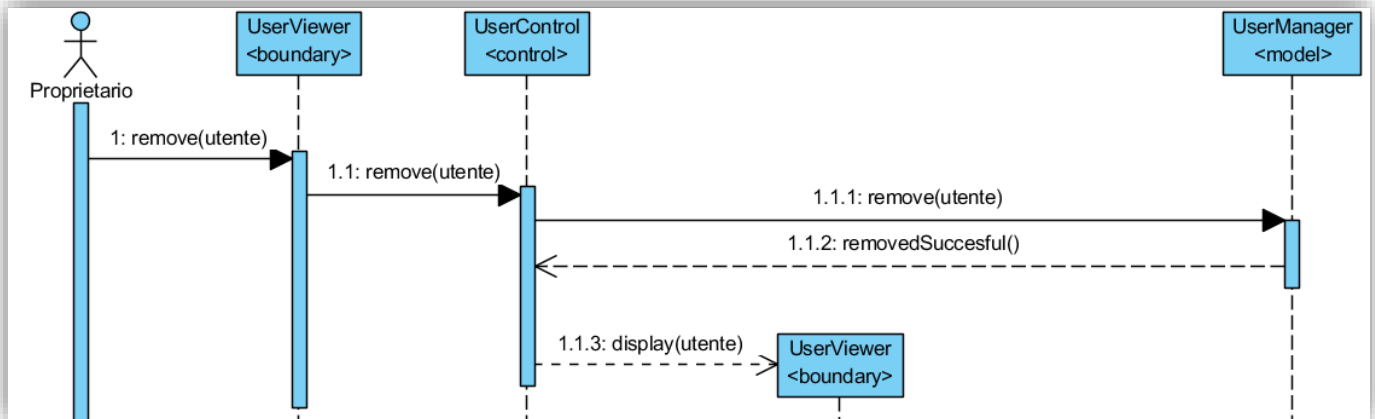 UserViewer
<boundary>
UserControl
<control>
UserManager
<model>
Proprietario
1: remove(utente)
1.1: remove(utente)
1.1.1: remove(utente)
1.1.2: removedSuccesful()
1.1.3: display(utente)
UserViewer
<boundary>